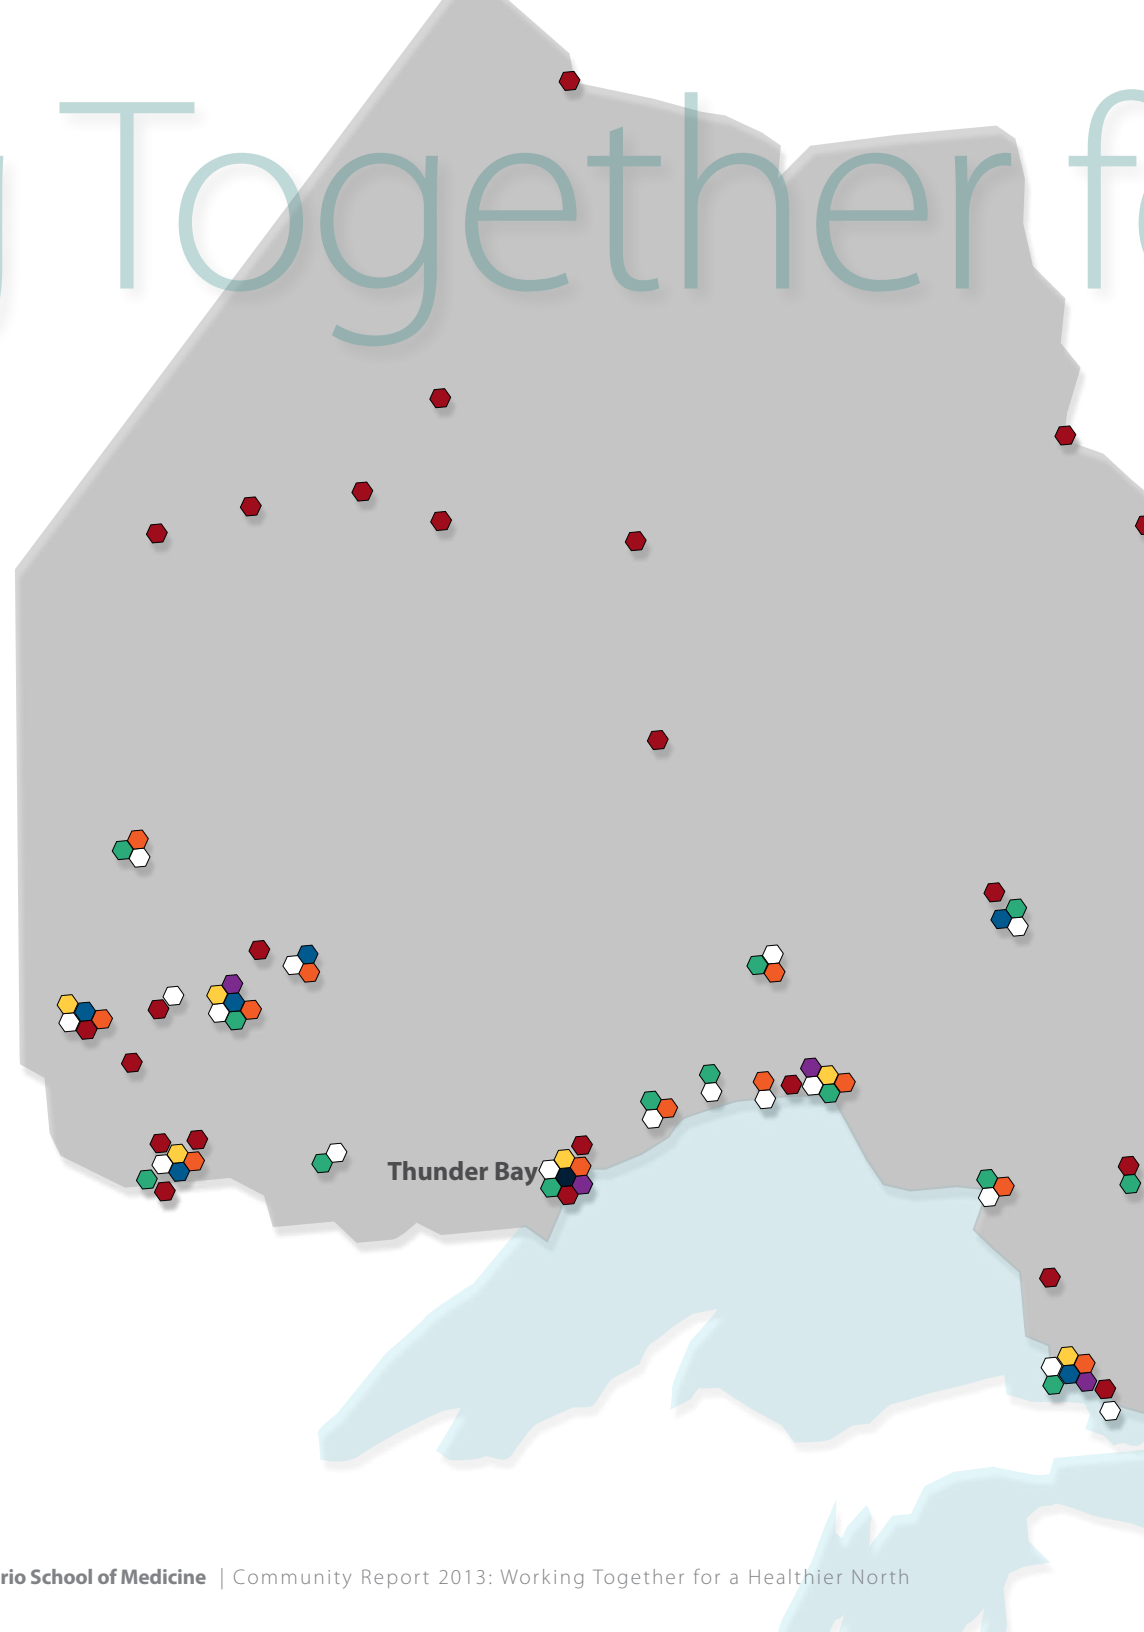 g Together f
Thunder Bay
rio School of Medicine | Community Report 2013: Working Together for a Healthier North